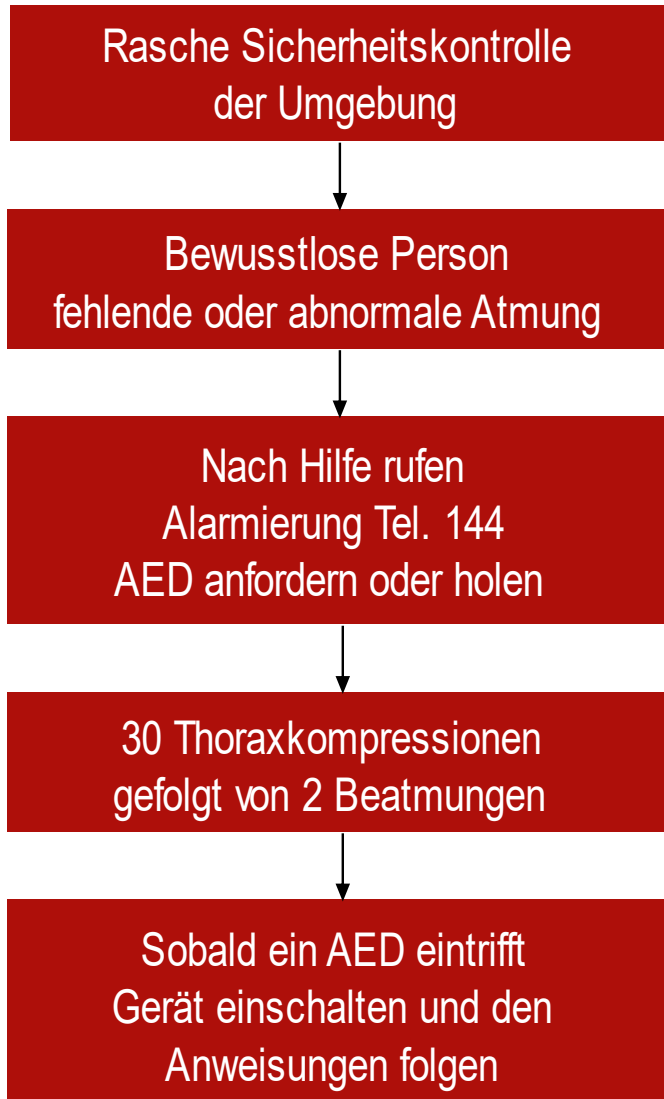 Rasche Sicherheitskontrolle
der Umgebung
Bewusstlose Person
fehlende oder abnormale Atmung
Nach Hilfe rufen
Alarmierung Tel. 144
AED anfordern oder holen
30 Thoraxkompressionen
gefolgt von 2 Beatmungen
Sobald ein AED eintrifft
Gerät einschalten und den
Anweisungen folgen